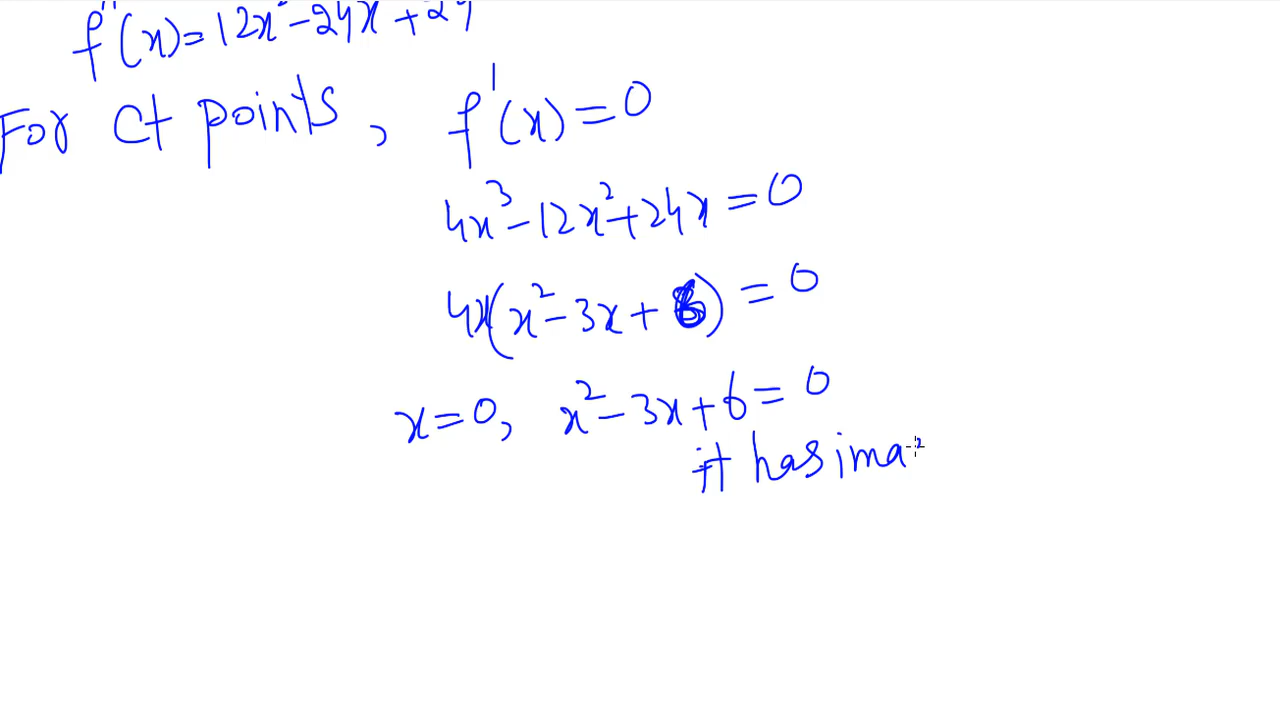 f''(x)=12x²-24x+24
For Ct points, f'(x)=0
4x³-12x²+24x=0
4x(x²-3x+6)=0
x=0, x²-3x+6=0
it has ima